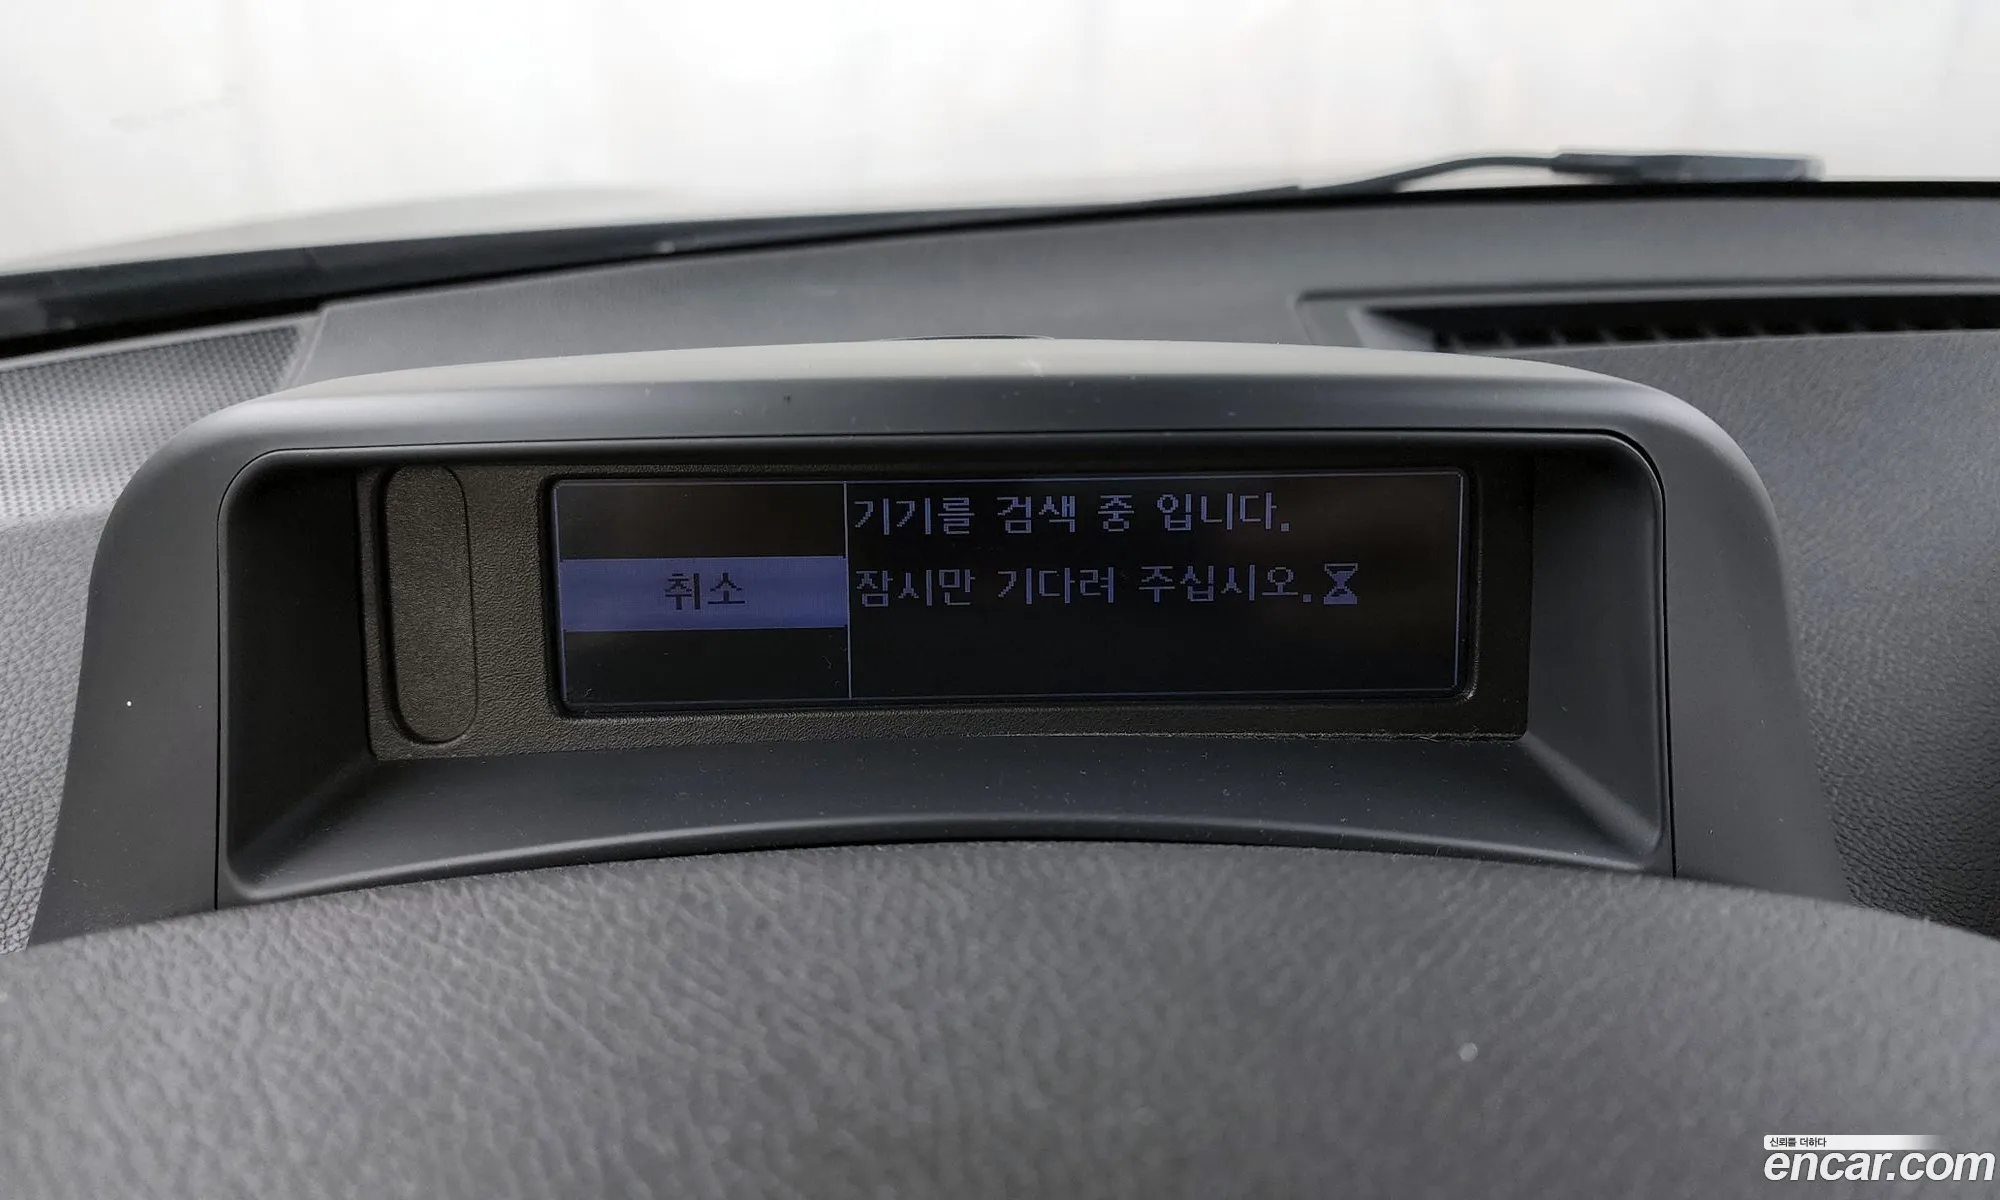 기기를 검색 중 입니다.
취소
잠시만 기다려 주십시오.
신뢰를 더하다
encar.com